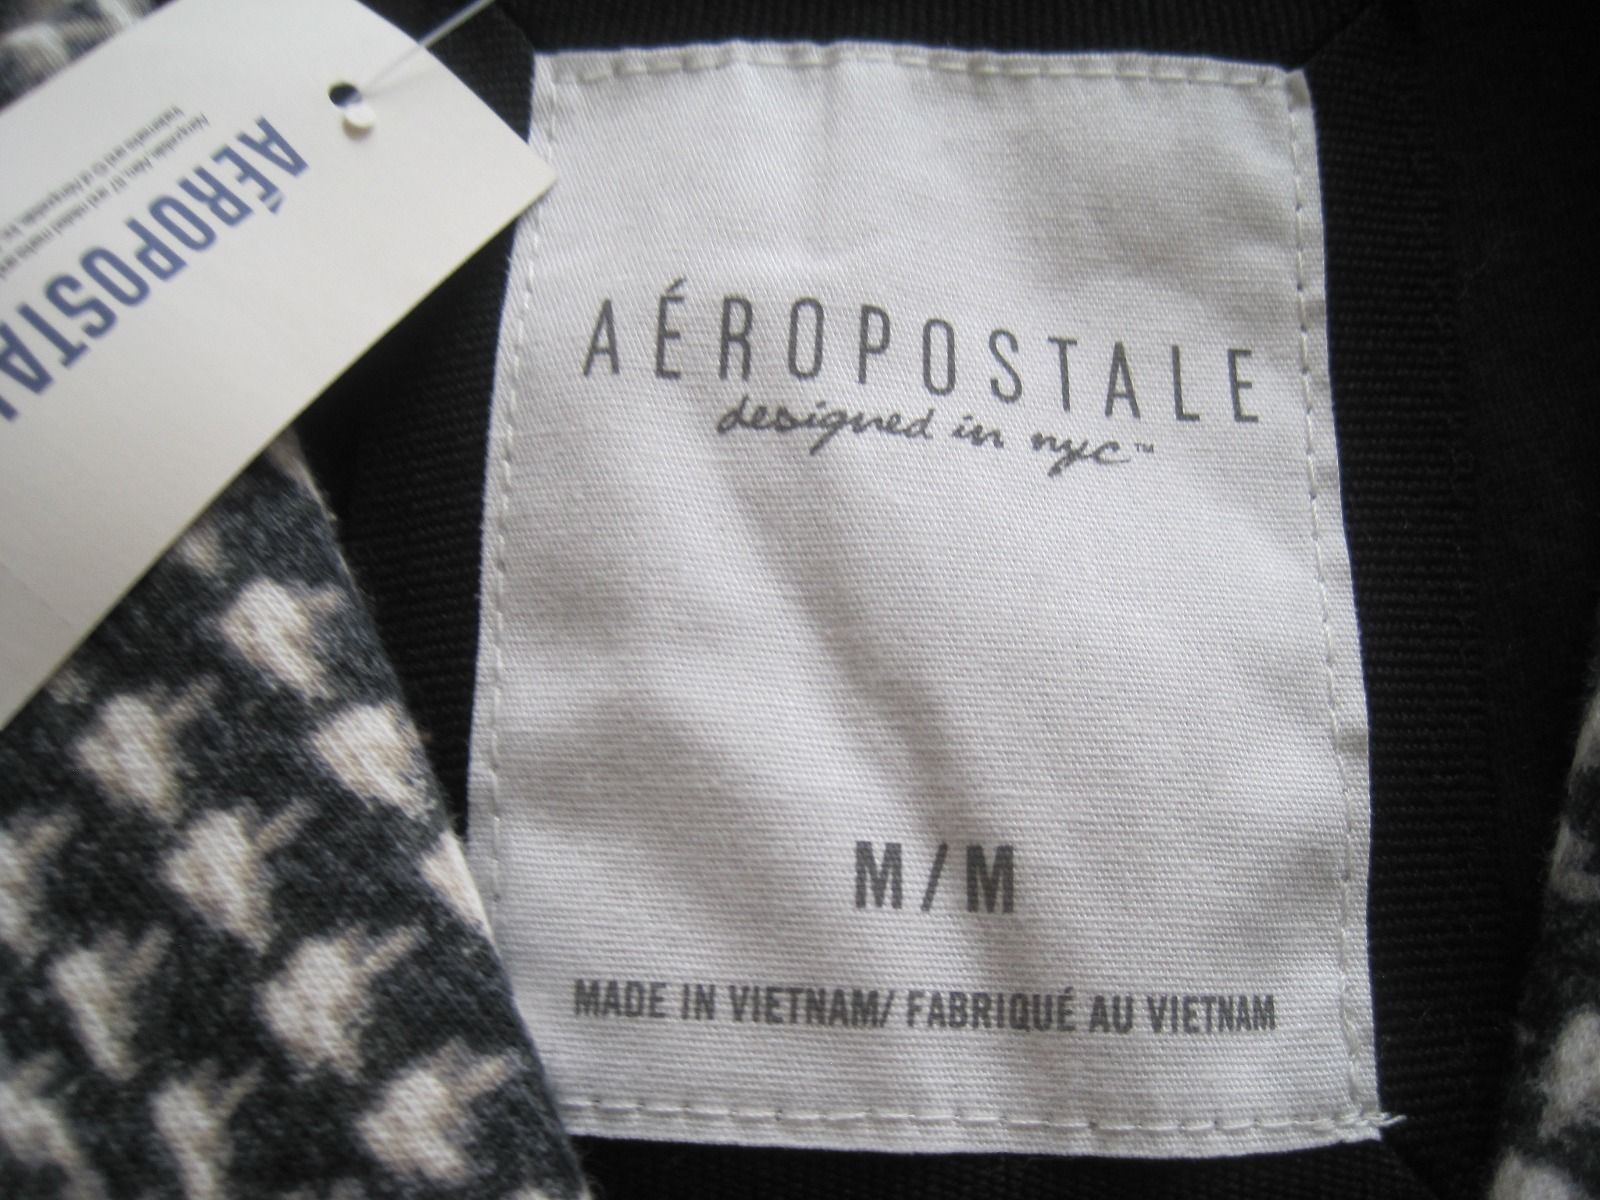 AÉROPOSTAL
AÉROPOSTALE
designed in nyc™
M / M
MADE IN VIETNAM/ FABRIQUÉ AU VIETNAM